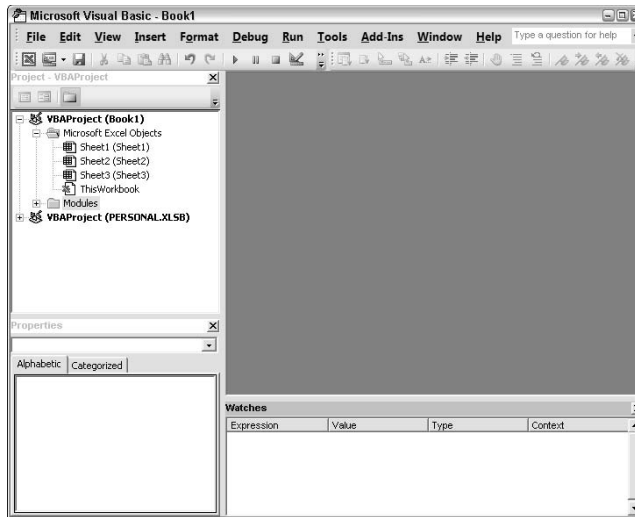 Microsoft Visual Basic - Book1
File Edit View Insert Format Debug Run Tools Add-Ins Window Help Type a question for help
Project - VBAProject
VBAProject (Book1)
Microsoft Excel Objects
Sheet1 (Sheet1)
Sheet2 (Sheet2)
Sheet3 (Sheet3)
ThisWorkbook
Modules
VBAProject (PERSONAL.XLSB)
Properties
Alphabetic Categorized
Watches
Expression Value Type Context